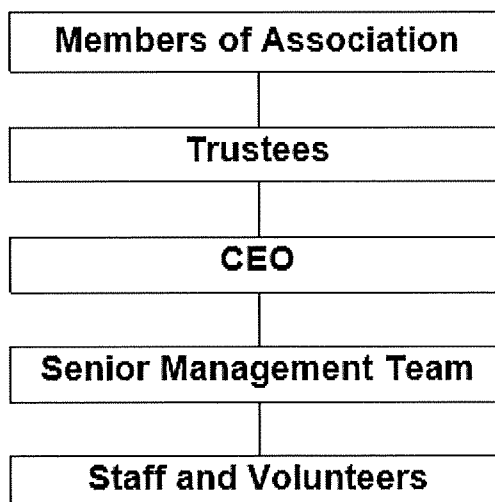 Members of Association
Trustees
CEO
Senior Management Team
Staff and Volunteers